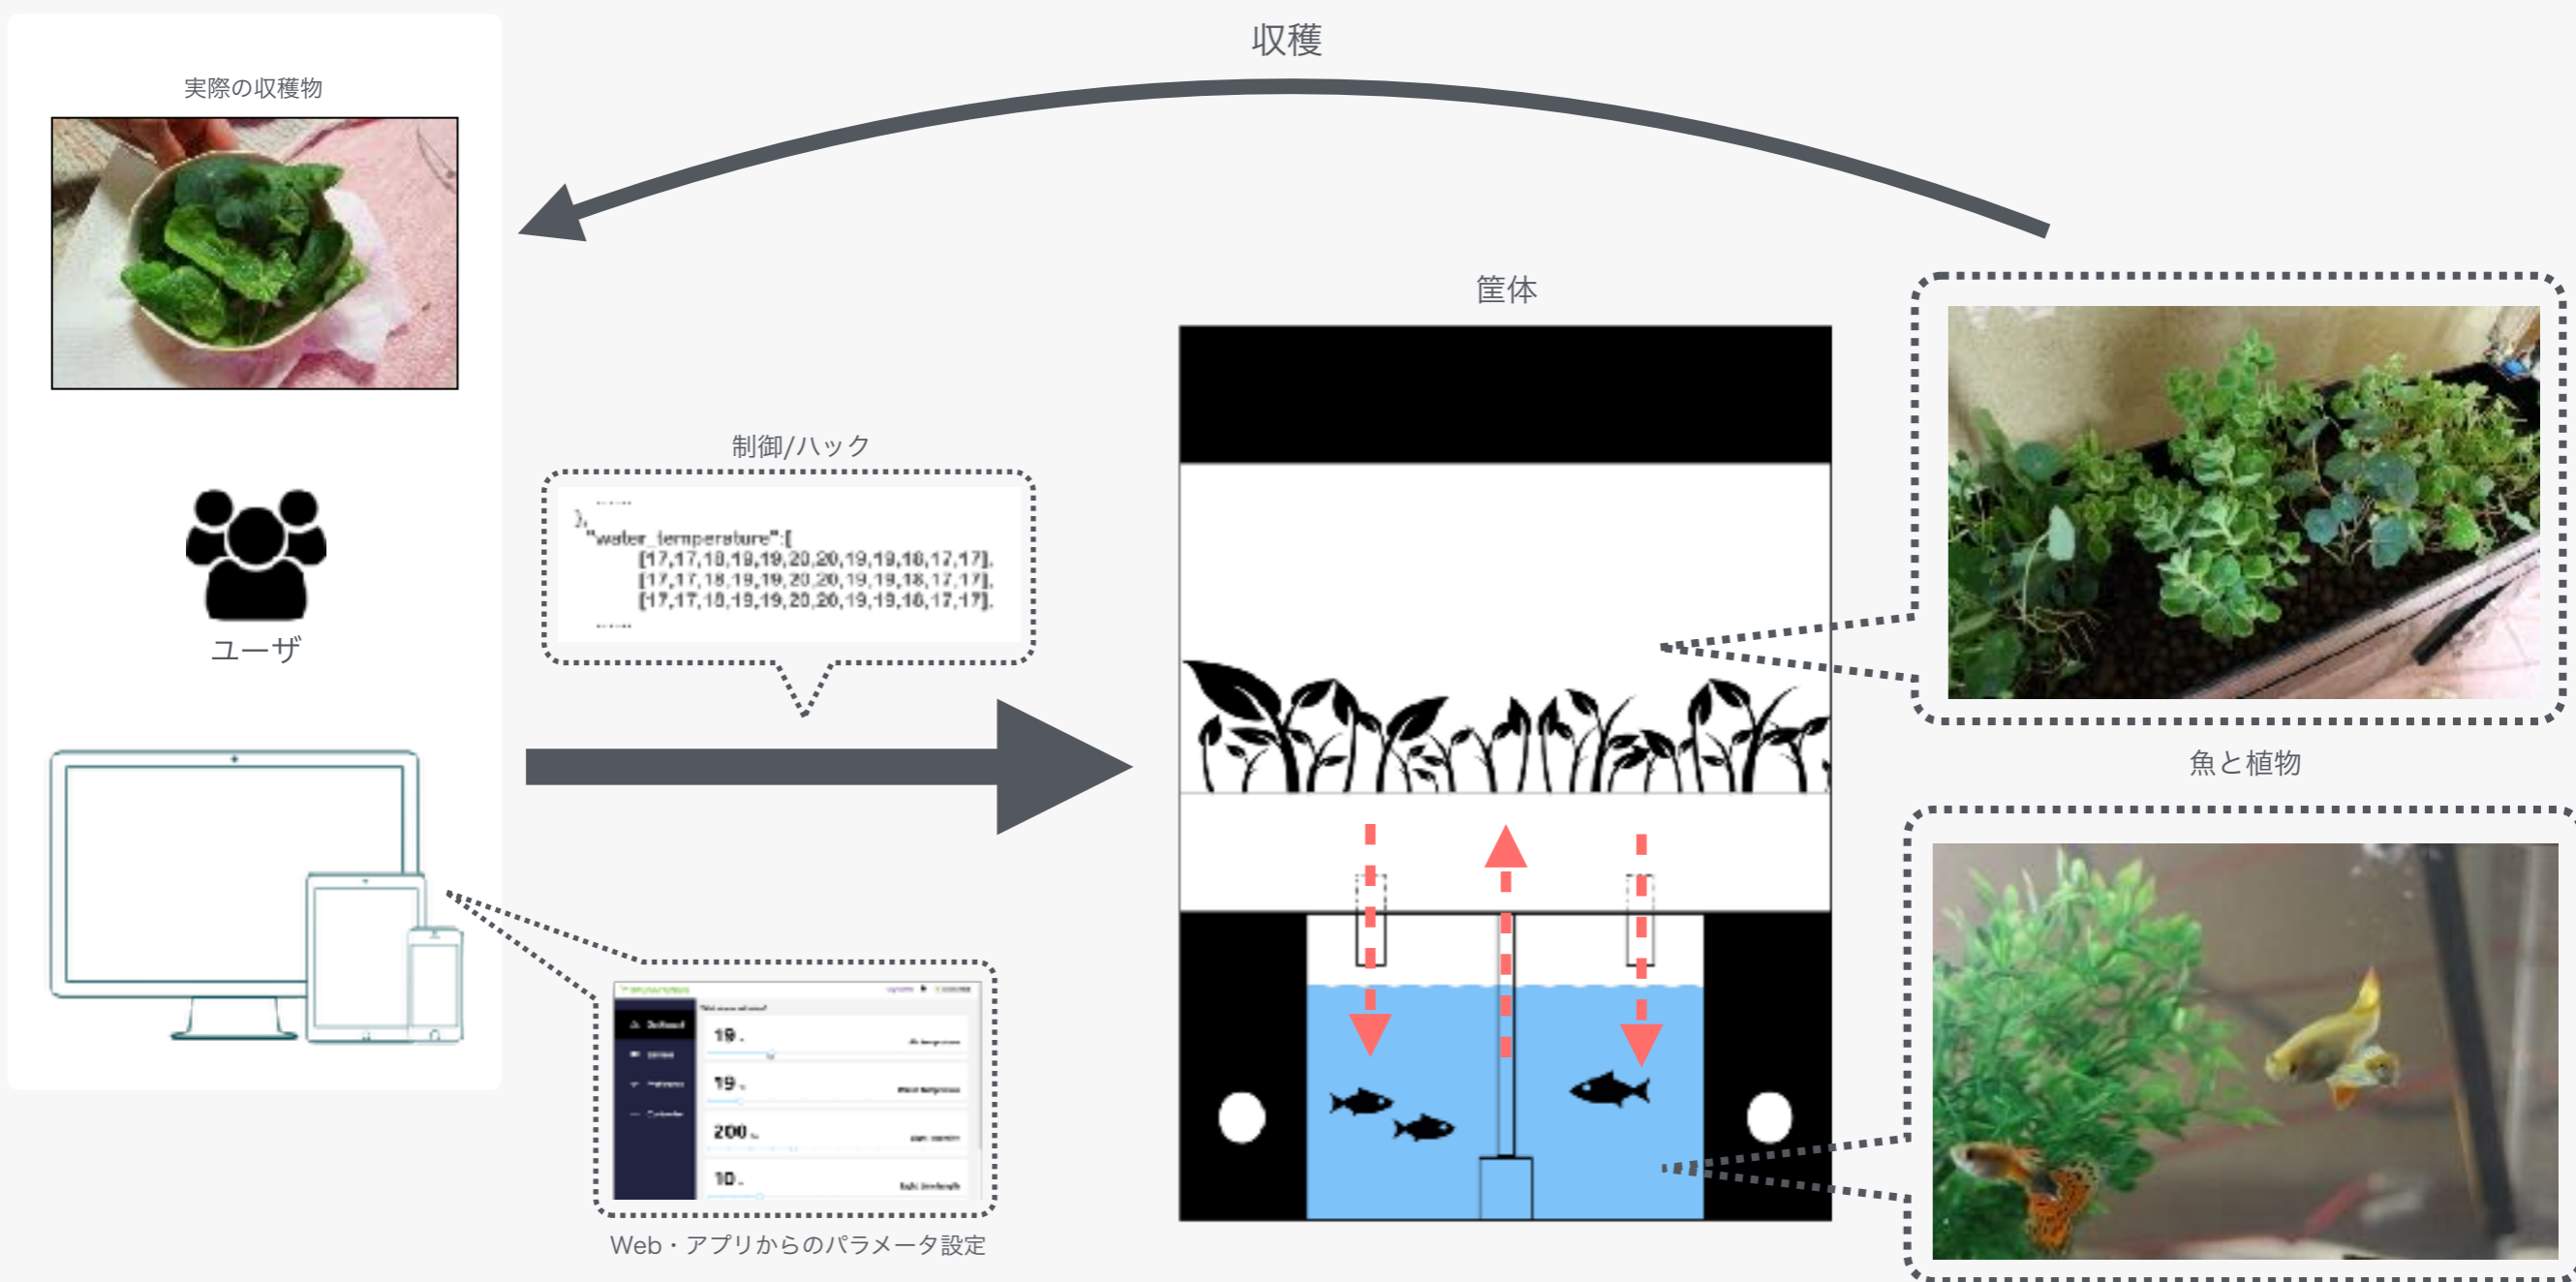 収穫
実際の収穫物
筐体
制御/ハック
......
},
"water_temperature":[
[17,17,18,19,19,20,20,19,19,18,17,17],
[17,17,18,19,19,20,20,19,19,18,17,17],
[17,17,18,19,19,20,20,19,19,18,17,17],
......
ユーザ
魚と植物
Dashboard
19
19
200
10
Web・アプリからのパラメータ設定